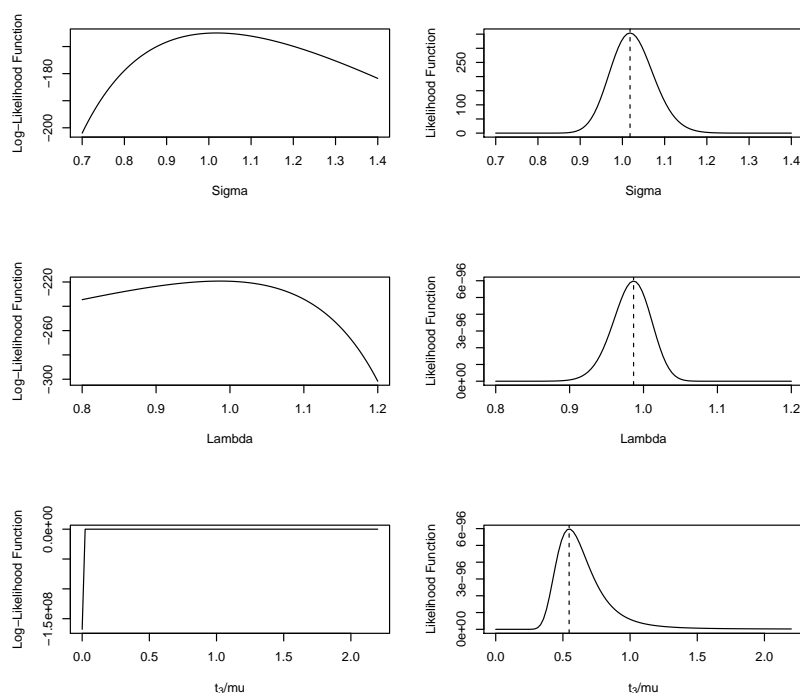 Log−Likelihood Function
−200
−180
0.7 0.8 0.9 1.0 1.1 1.2 1.3 1.4
Sigma
Likelihood Function
0 100 250
0.7 0.8 0.9 1.0 1.1 1.2 1.3 1.4
Sigma
Log−Likelihood Function
−300 −260 −220
0.8 0.9 1.0 1.1 1.2
Lambda
Likelihood Function
0e+00 3e−96 6e−96
0.8 0.9 1.0 1.1 1.2
Lambda
Log−Likelihood Function
−1.5e+08 0.0e+00
0.0 0.5 1.0 1.5 2.0
t3/mu
Likelihood Function
0e+00 3e−96 6e−96
0.0 0.5 1.0 1.5 2.0
t3/mu